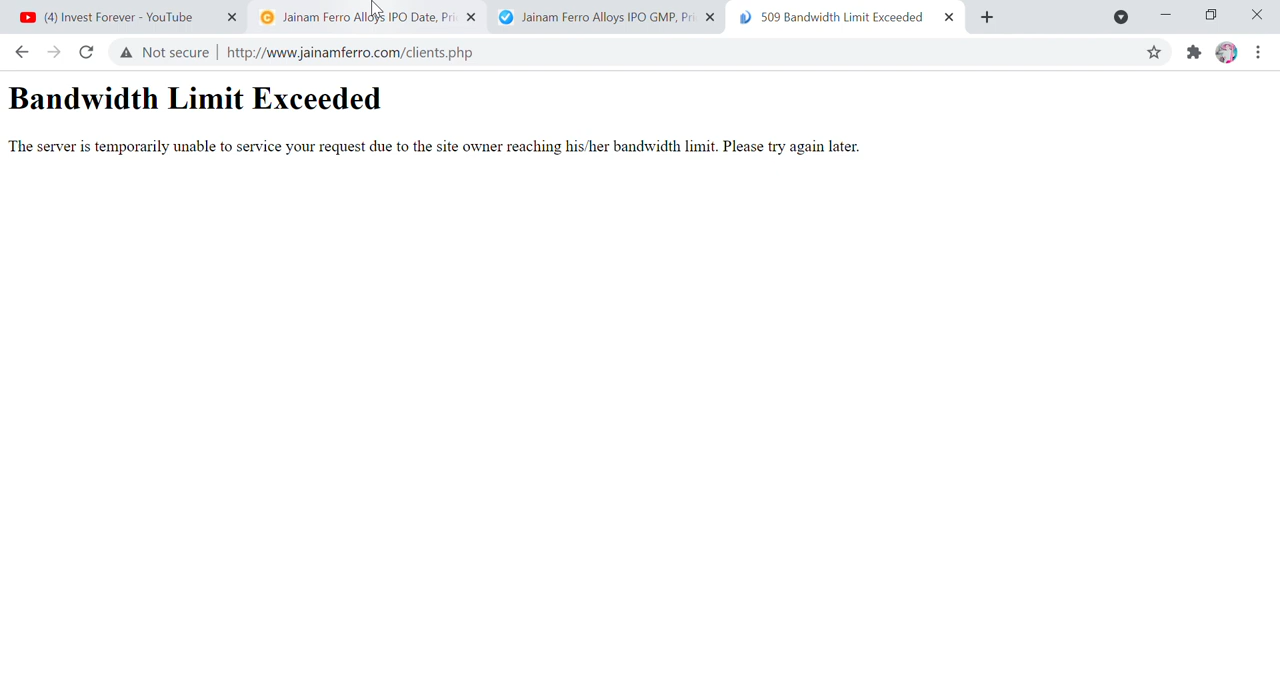 (4) Invest Forever - YouTube
Jainam Ferro Alloys IPO Date, Pri
Jainam Ferro Alloys IPO GMP, Pri
509 Bandwidth Limit Exceeded
Not secure
http://www.jainamferro.com/clients.php
Bandwidth Limit Exceeded
The server is temporarily unable to service your request due to the site owner reaching his/her bandwidth limit. Please try again later.